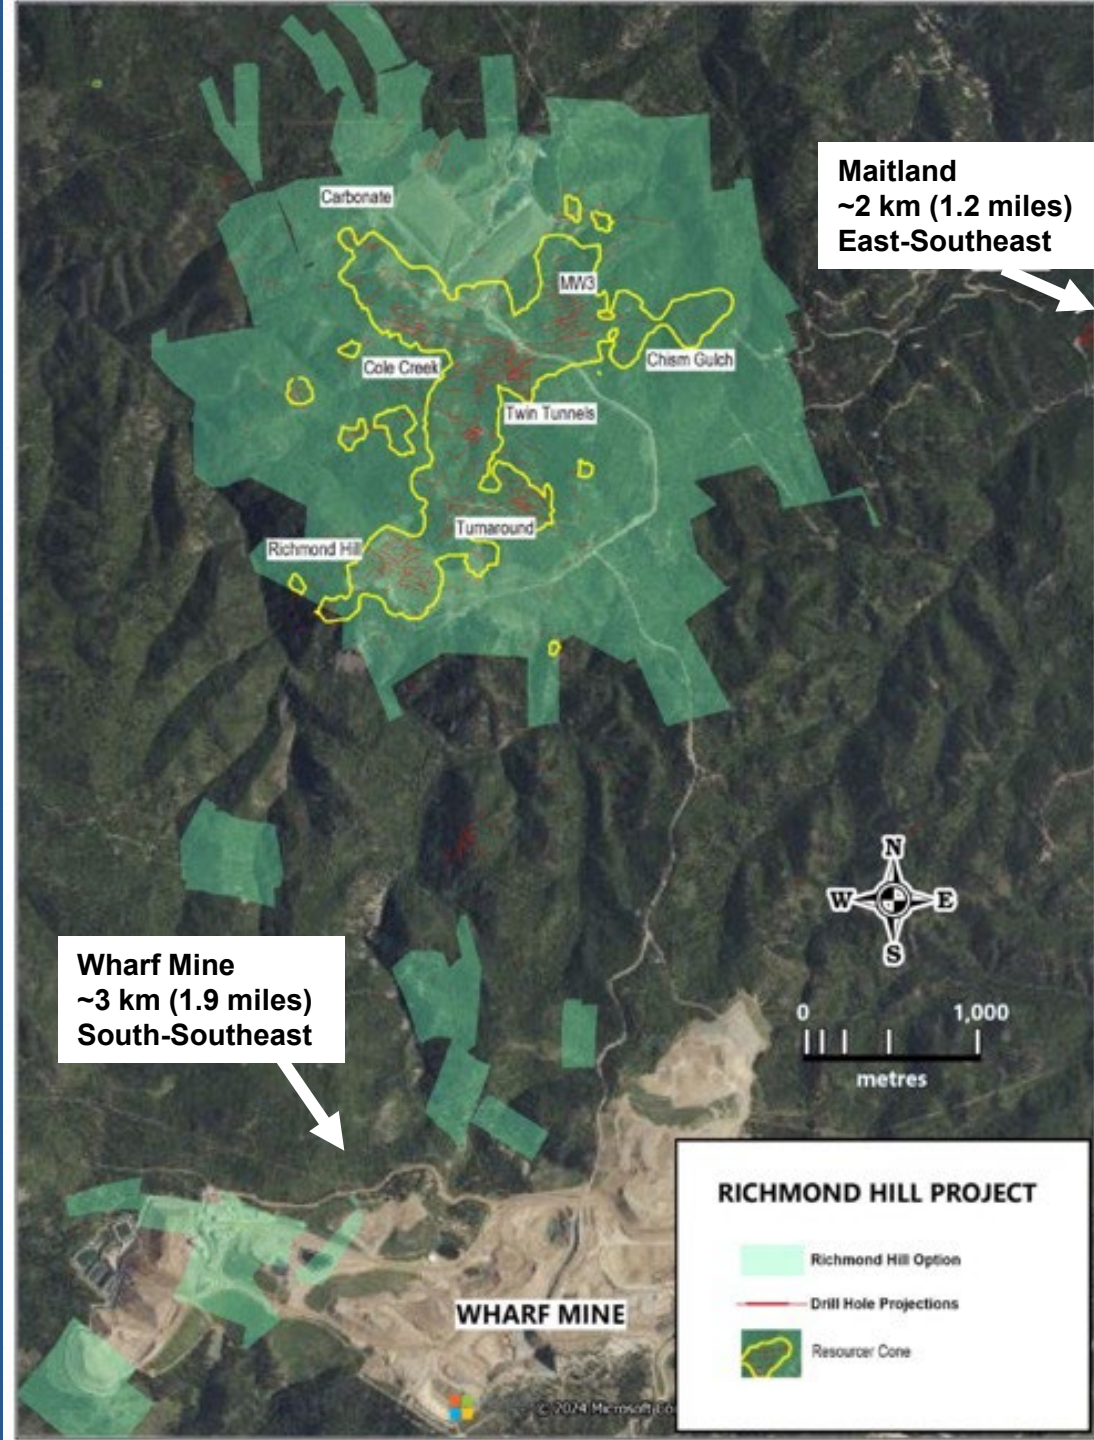 Carbonate
Maitland
~2 km (1.2 miles)
East-Southeast
MW3
Cole Creek
Chism Gulch
Twin Tunnels
Turnaround
Richmond Hill
N
W
E
S
Wharf Mine
~3 km (1.9 miles)
South-Southeast
0
1,000
metres
RICHMOND HILL PROJECT
Richmond Hill Option
Drill Hole Projections
Resourcer Cone
WHARF MINE
© 2024 Microsoft